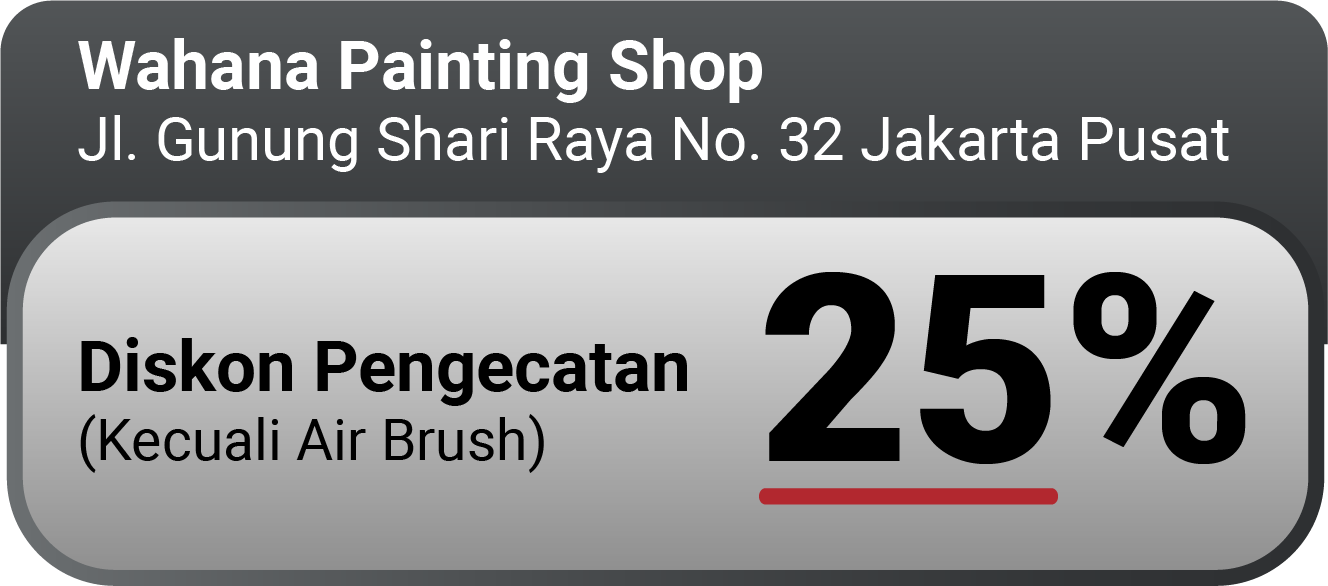 Wahana Painting Shop
Jl. Gunung Shari Raya No. 32 Jakarta Pusat
Diskon Pengecatan
(Kecuali Air Brush)
25%